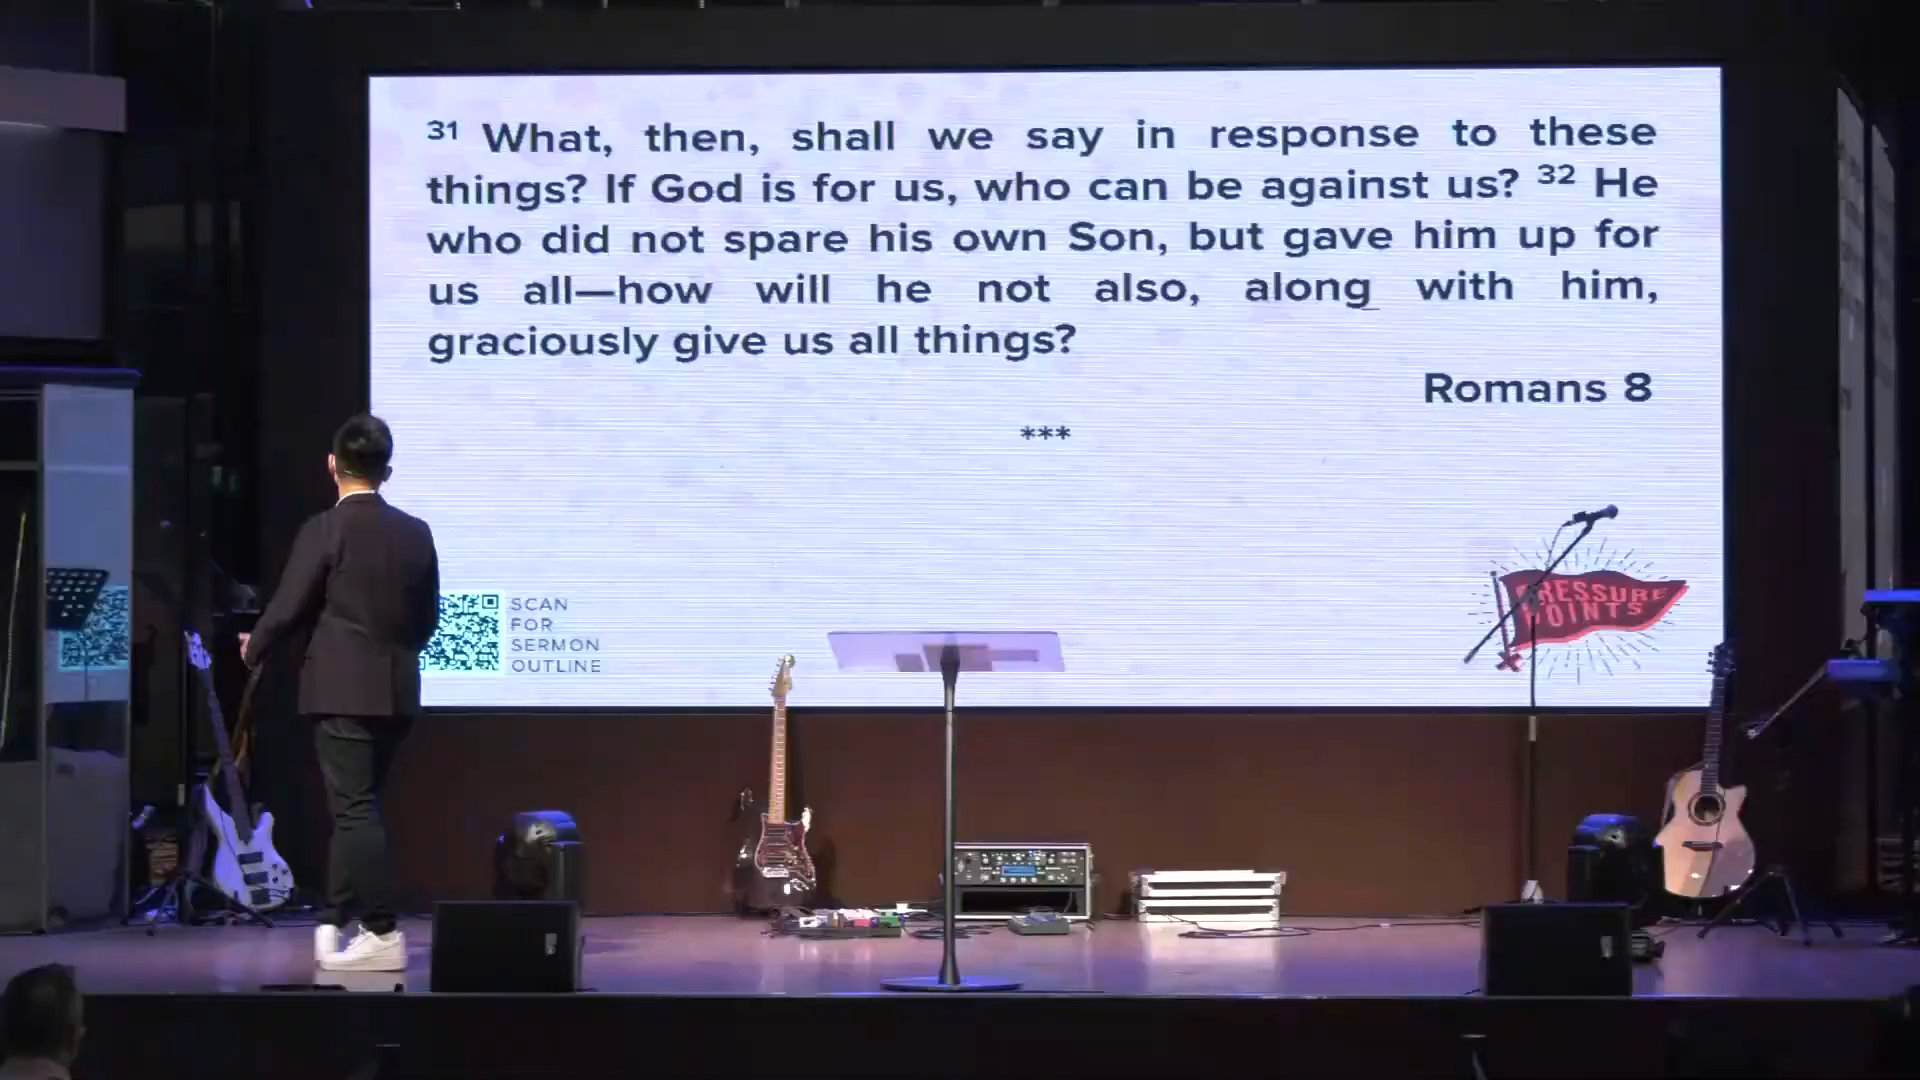 31 What, then, shall we say in response to these
things? If God is for us, who can be against us? 32 He
who did not spare his own Son, but gave him up for
us all—how will he not also, along with him,
graciously give us all things?
Romans 8
***
SCAN
FOR
SERMON
OUTLINE
PRESSURE
POINTS